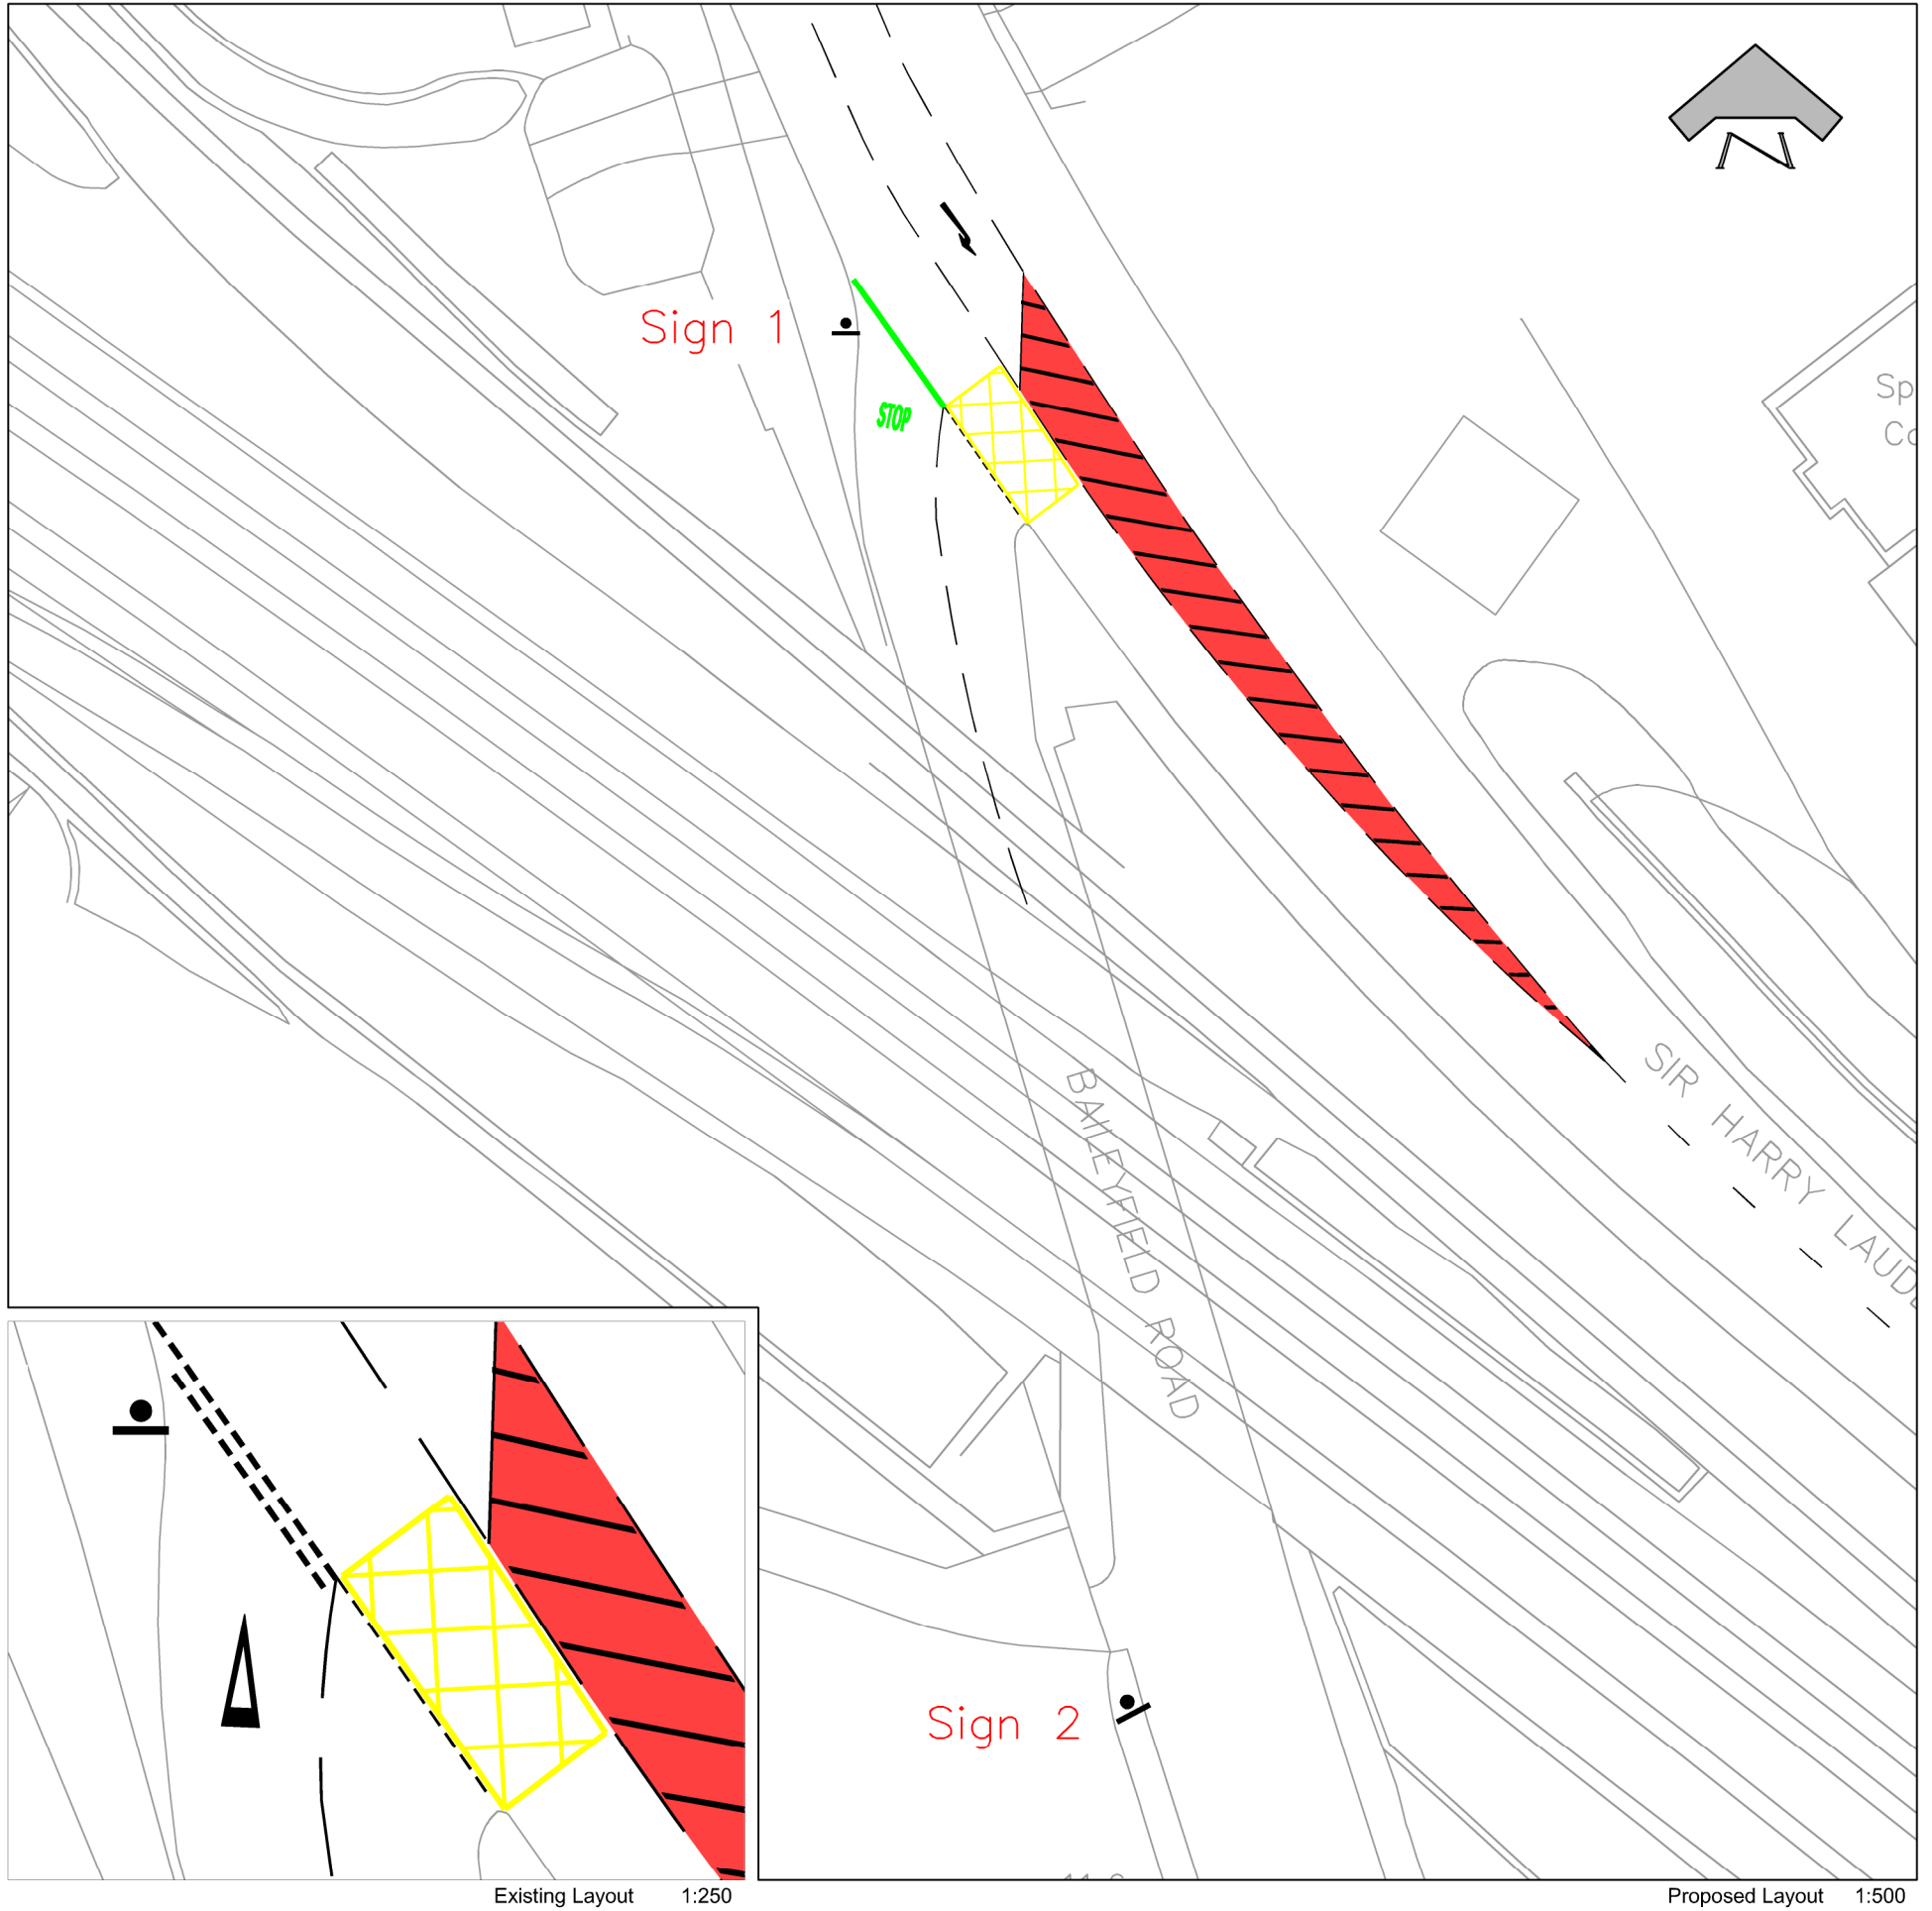 N
Sign 1
STOP
Sp
Co
SIR HARRY LAUD
BAILEYFIELD ROAD
Sign 2
Existing Layout 1:250
Proposed Layout 1:500